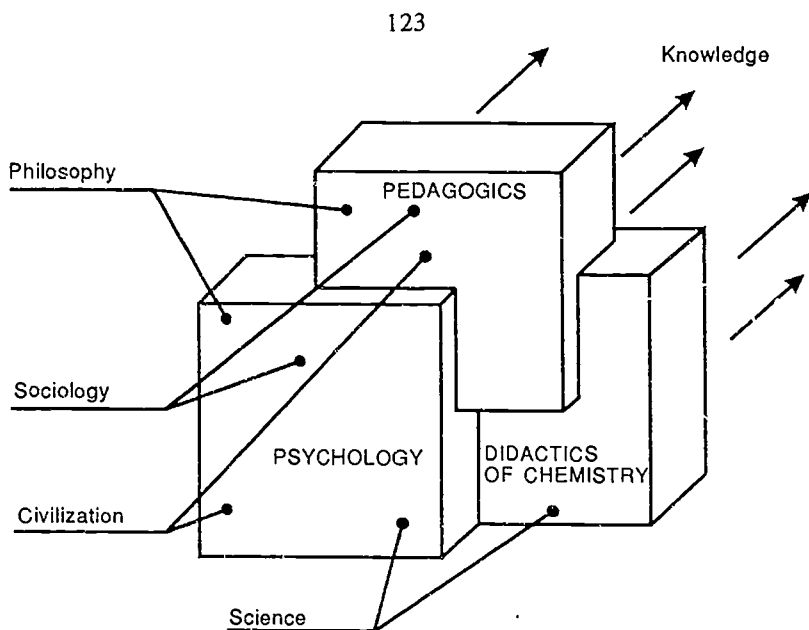 123
Knowledge
Philosophy
PEDAGOGICS
Sociology
PSYCHOLOGY
DIDACTICS
OF CHEMISTRY
Civilization
Science